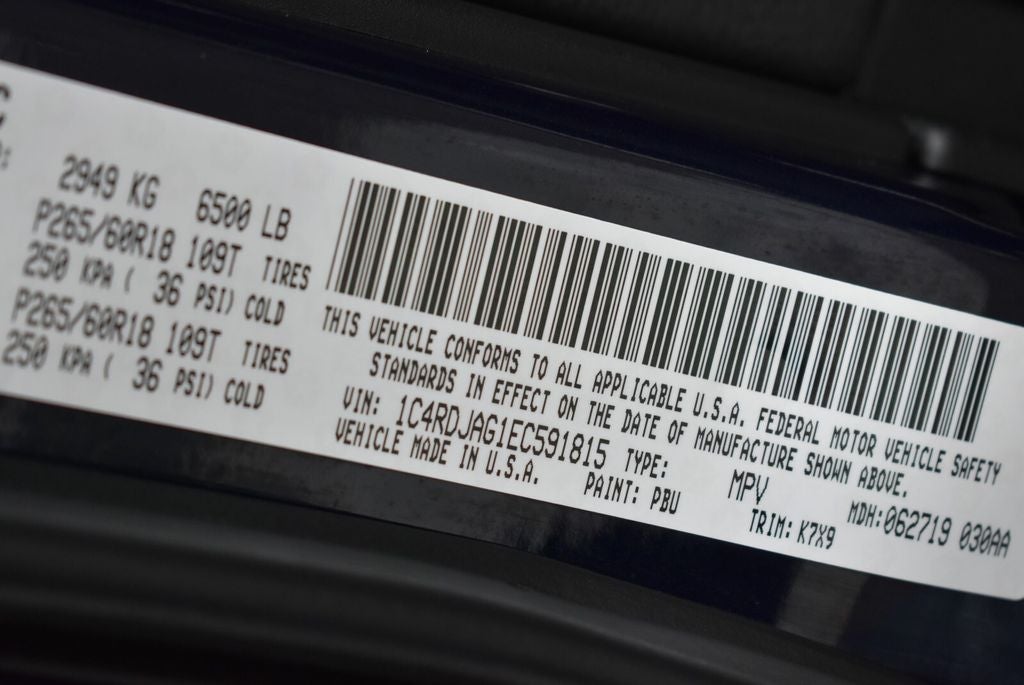 2949 KG 6500 LB
P265/60R18 109T TIRES
250 KPA ( 36 PSI) COLD
P265/60R18 109T TIRES
250 KPA ( 36 PSI) COLD
THIS VEHICLE CONFORMS TO ALL APPLICABLE U.S.A. FEDERAL MOTOR VEHICLE SAFETY
STANDARDS IN EFFECT ON THE DATE OF MANUFACTURE SHOWN ABOVE.
VIN: 1C4RDJAG1EC591815 TYPE: MPV MDH:062719 030AA
VEHICLE MADE IN U.S.A. PAINT: PBU TRIM: K7X9